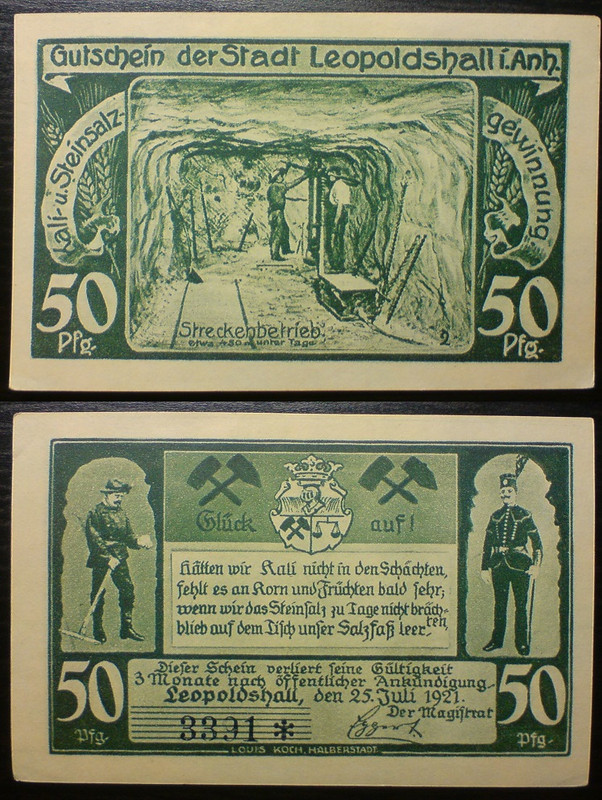 Gutschein der Stadt Leopoldshall i. Anh.
Kali- u. Steinsalz-
gewinnung.
50
Pfg.
50
Pfg.
Streckenbetrieb.
etwa 450 m unter Tage
2
Glück auf!
Hätten wir Kali nicht in den Schächten,
fehlt es an Korn und Früchten bald sehr;
wenn wir das Steinsalz zu Tage nicht bräch-
ten,
blieb auf dem Tisch unser Salzfaß leer.
50
Pfg.
50
Pfg.
Dieser Schein verliert seine Gültigkeit
3 Monate nach öffentlicher Ankündigung.
Leopoldshall, den 25. Juli 1921.
Der Magistrat
3391 *
LOUIS KOCH, HALBERSTADT